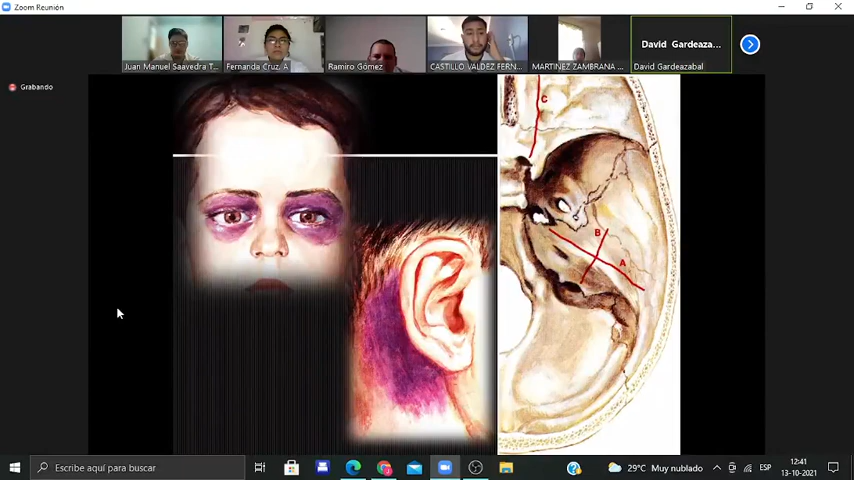 Zoom Reunión
David Gardeaza...
Juan Manuel Saavedra T...
Fernanda Cruz, A
Ramiro Gómez
CASTILLO VALDEZ FERN...
MARTINEZ ZAMBRANA ...
David Gardeazabal
Grabando
C
B
A
Escribe aquí para buscar
29°C Muy nublado
ESP
12:41
13-10-2021